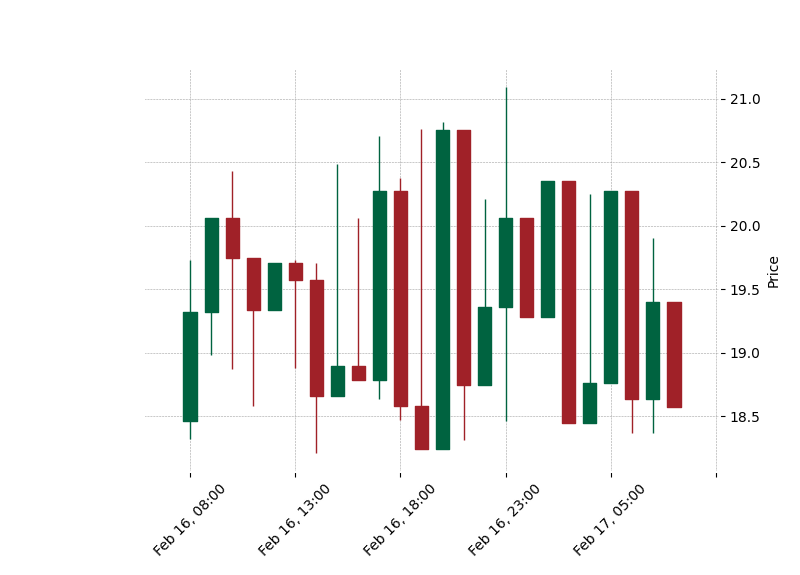 21.0
20.5
20.0
19.5
19.0
18.5
Price
Feb 16, 08:00
Feb 16, 13:00
Feb 16, 18:00
Feb 16, 23:00
Feb 17, 05:00